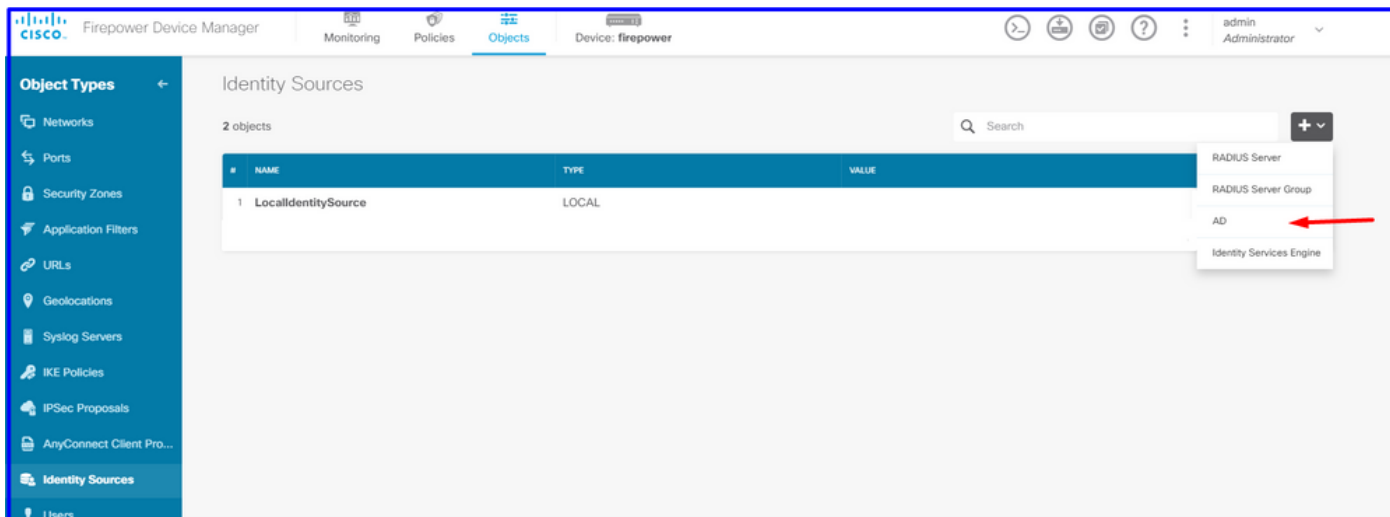 CISCO
Firepower Device Manager
Monitoring
Policies
Objects
Device: firepower
admin
Administrator
Object Types
Networks
Ports
Security Zones
Application Filters
URLs
Geolocations
Syslog Servers
IKE Policies
IPSec Proposals
AnyConnect Client Pro...
Identity Sources
Users
Identity Sources
2 objects
Search
# NAME TYPE VALUE
1 LocalIdentitySource LOCAL
RADIUS Server
RADIUS Server Group
AD
Identity Services Engine